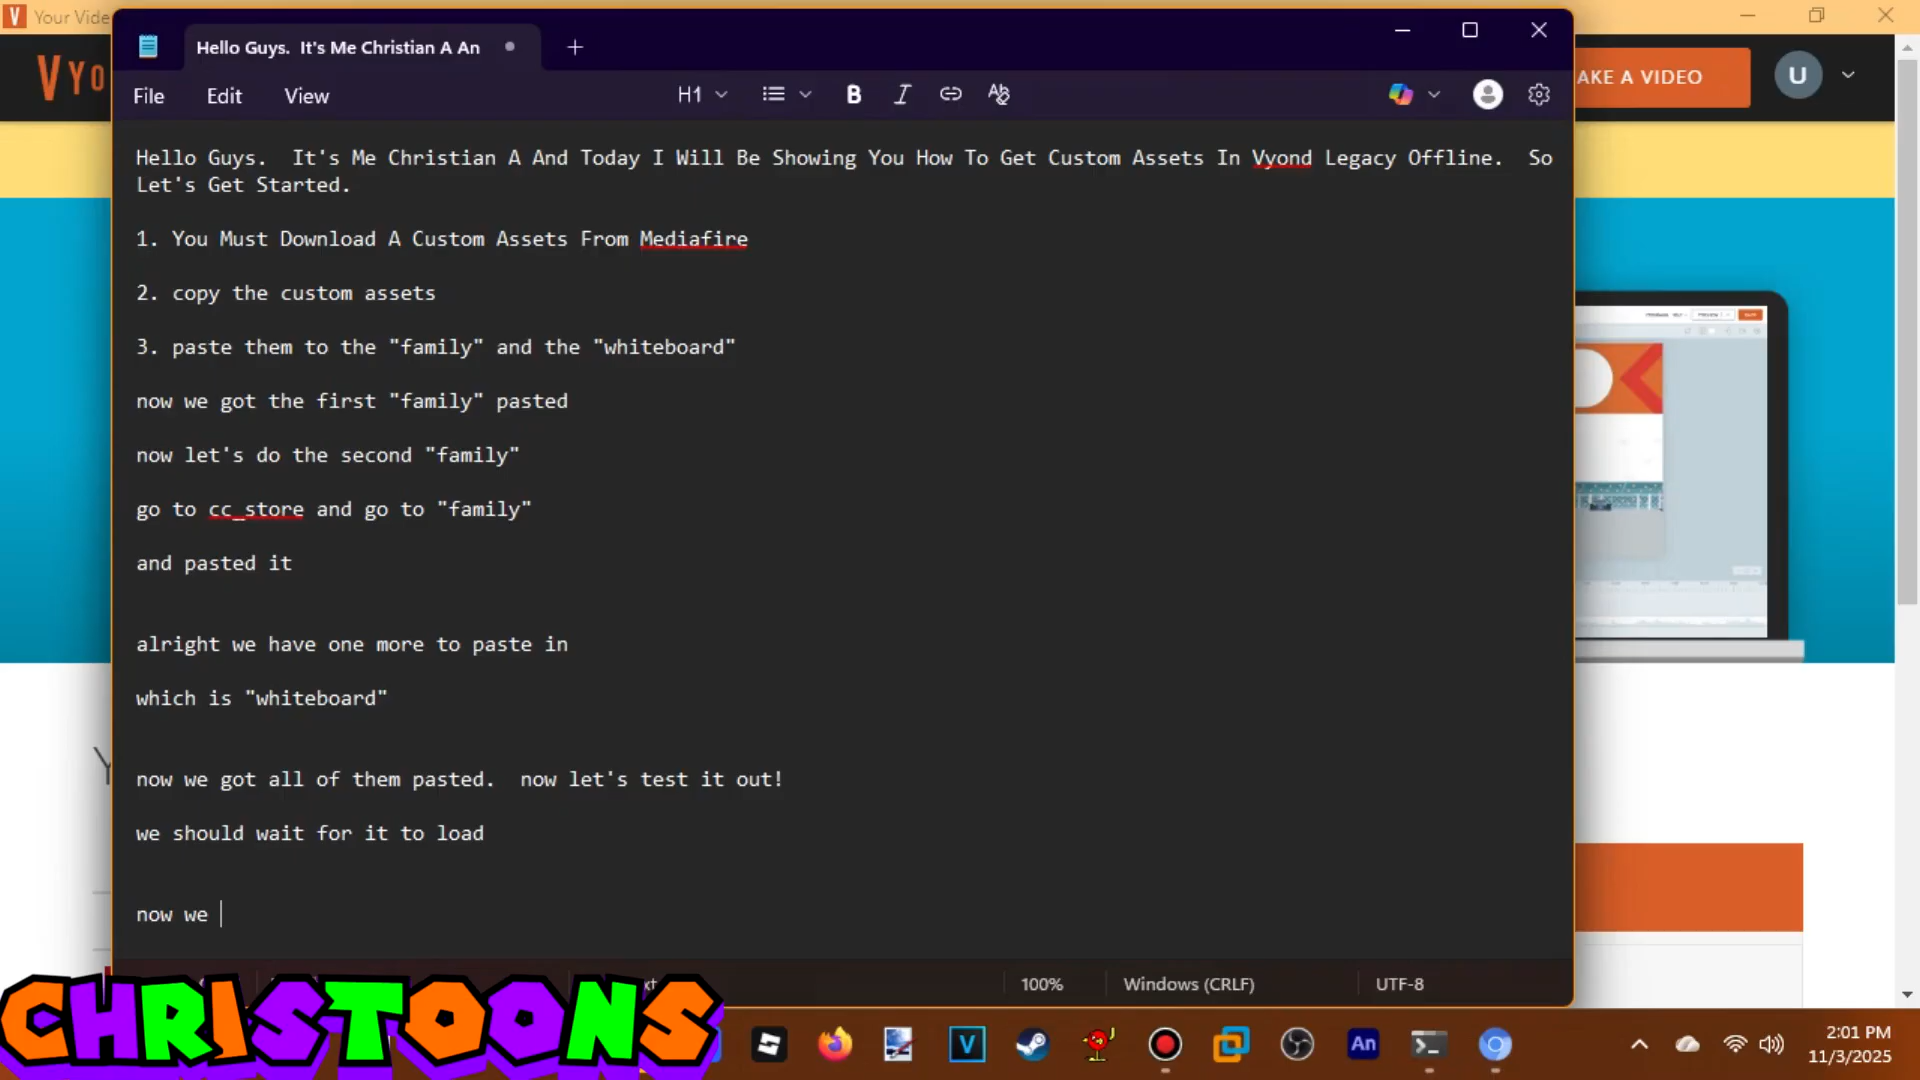 Your Vide
Hello Guys.  It's Me Christian A An
VYO
AKE A VIDEO
U
File
Edit
View
H1
Hello Guys.  It's Me Christian A And Today I Will Be Showing You How To Get Custom Assets In Vyond Legacy Offline.  So
Let's Get Started.
1. You Must Download A Custom Assets From Mediafire
2. copy the custom assets
3. paste them to the "family" and the "whiteboard"
now we got the first "family" pasted
now let's do the second "family"
go to cc_store and go to "family"
and pasted it
alright we have one more to paste in
which is "whiteboard"
now we got all of them pasted.  now let's test it out!
we should wait for it to load
now we
100%
Windows (CRLF)
UTF-8
CHRISTOONS
V
An
2:01 PM
11/3/2025